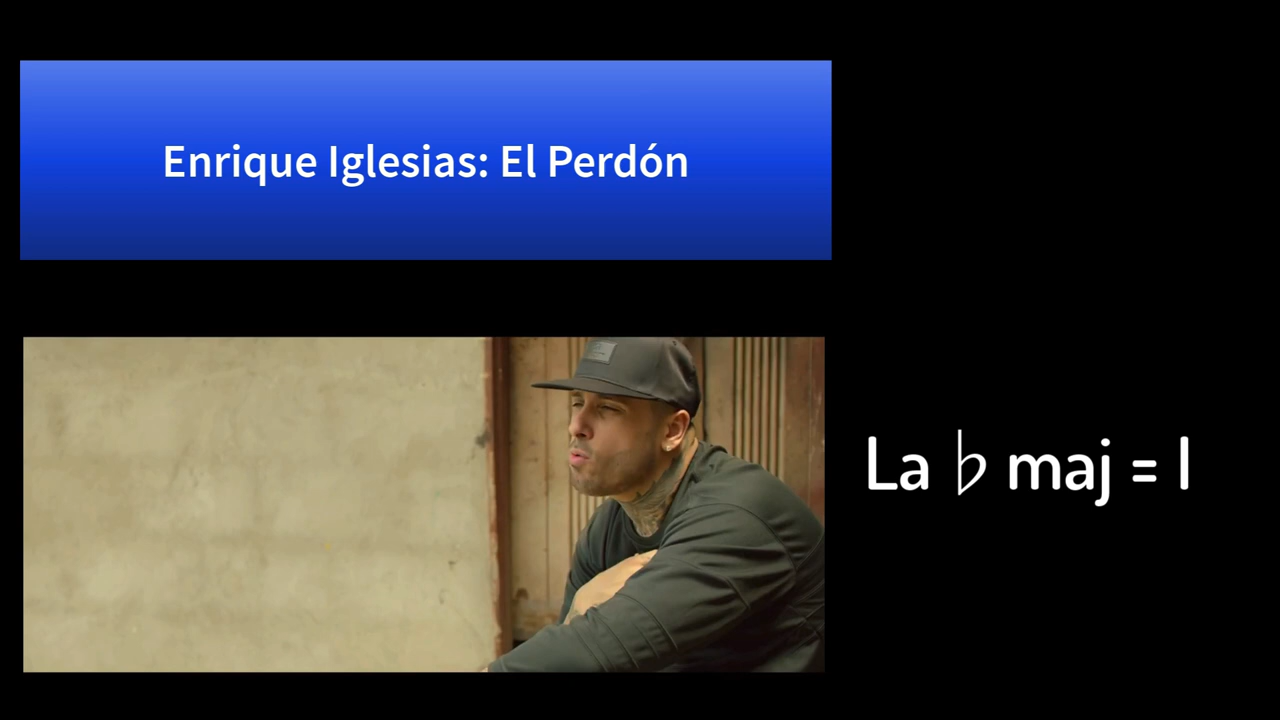 Enrique Iglesias: El Perdón
La ♭ maj = I